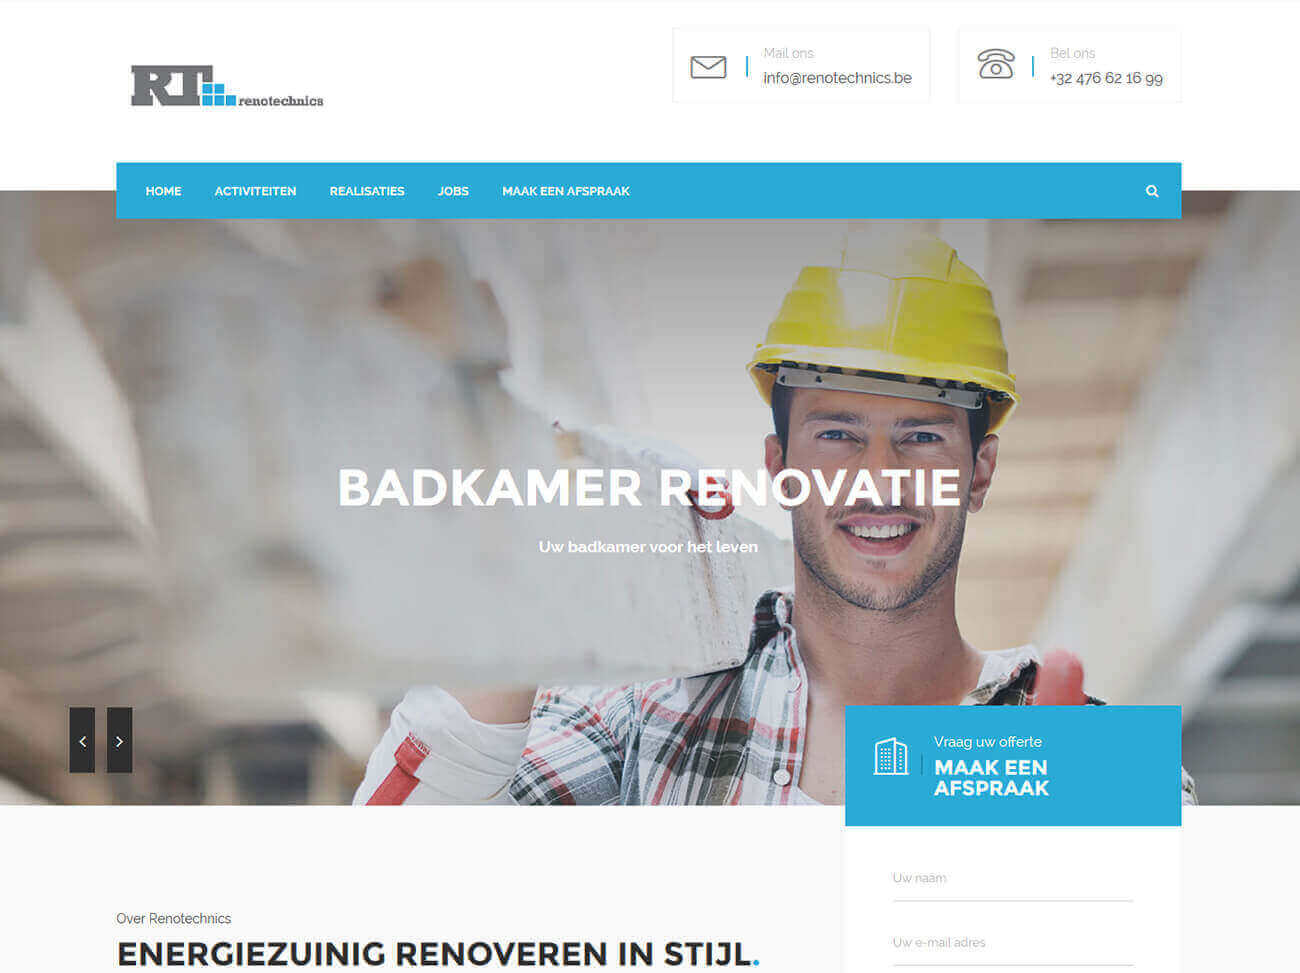 RT renotechnics
Mail ons
info@renotechnics.be
Bel ons
+32 476 62 16 99
HOME ACTIVITEITEN REALISATIES JOBS MAAK EEN AFSPRAAK
BADKAMER RENOVATIE
Uw badkamer voor het leven
Vraag uw offerte
MAAK EEN
AFSPRAAK
Uw naam
Uw e-mail adres
Over Renotechnics
ENERGIEZUINIG RENOVEREN IN STIJL.